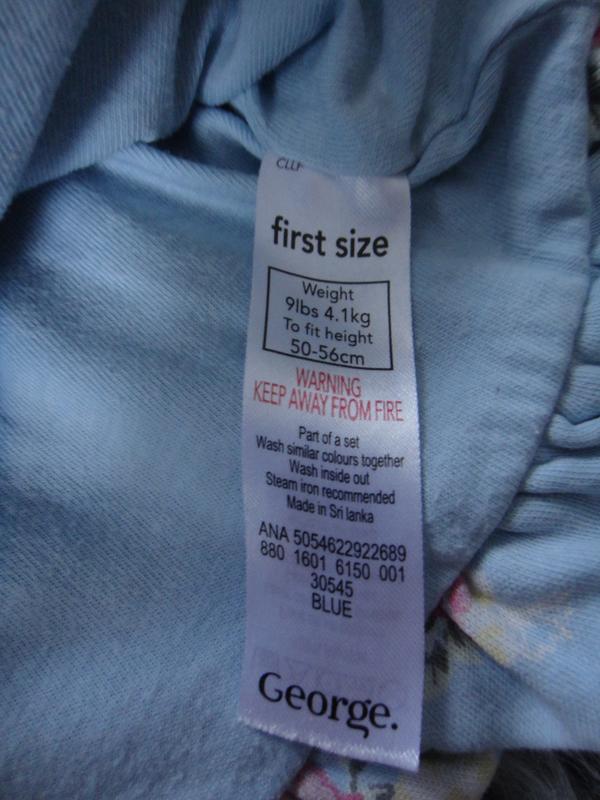 first size
Weight
9lbs 4.1kg
To fit height
50-56cm
WARNING
KEEP AWAY FROM FIRE
Part of a set
Wash similar colours together
Wash inside out
Steam iron recommended
Made in Sri lanka
ANA 5054622922689
880 1601 6150 001
30545
BLUE
George.